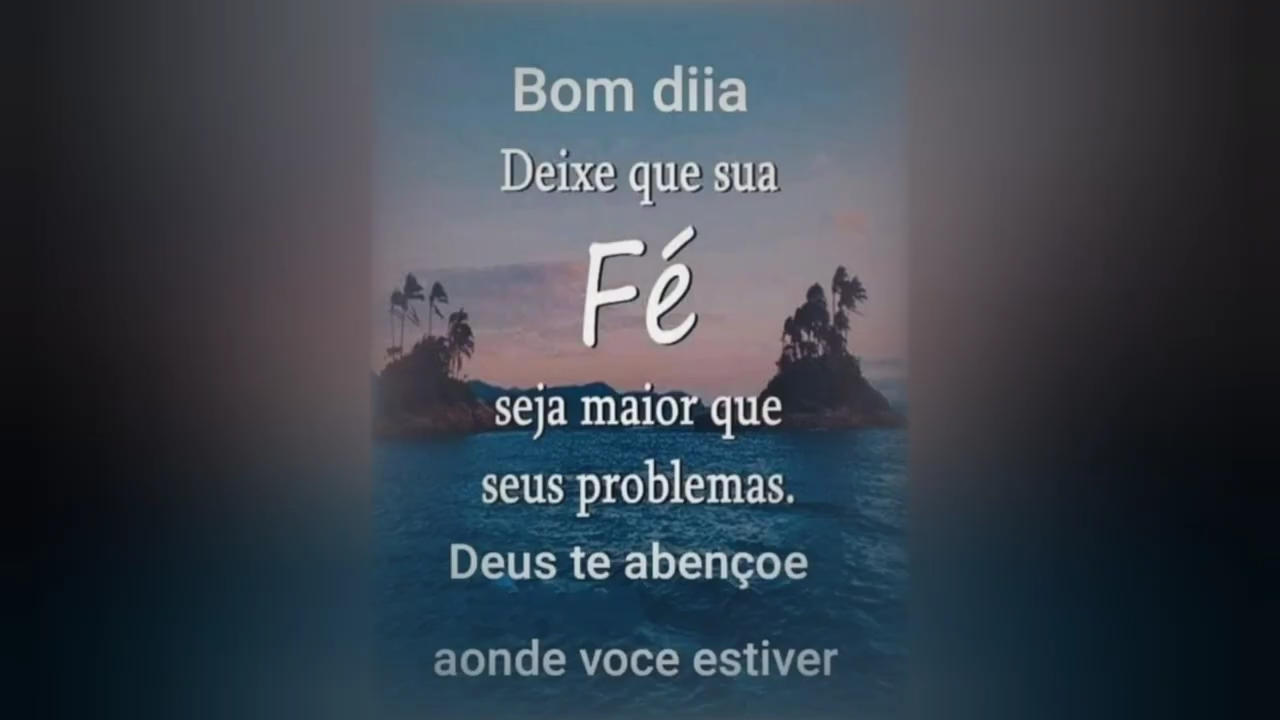 Bom diia
Deixe que sua
Fé
seja maior que
seus problemas.
Deus te abençoe
aonde voce estiver